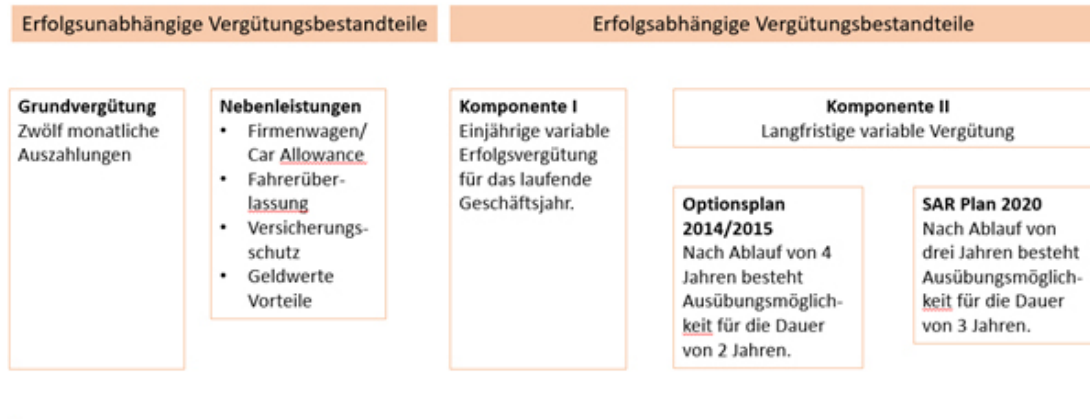 Erfolgsunabhängige Vergütungsbestandteile
Erfolgsabhängige Vergütungsbestandteile
Grundvergütung
Zwölf monatliche
Auszahlungen
Nebenleistungen
• Firmenwagen/
Car Allowance
• Fahrerüber-
lassung
• Versicherungs-
schutz
• Geldwerte
Vorteile
Komponente I
Einjährige variable
Erfolgsvergütung
für das laufende
Geschäftsjahr.
Komponente II
Langfristige variable Vergütung
Optionsplan
2014/2015
Nach Ablauf von 4
Jahren besteht
Ausübungsmöglich-
keit für die Dauer
von 2 Jahren.
SAR Plan 2020
Nach Ablauf von
drei Jahren besteht
Ausübungsmöglich-
keit für die Dauer
von 3 Jahren.